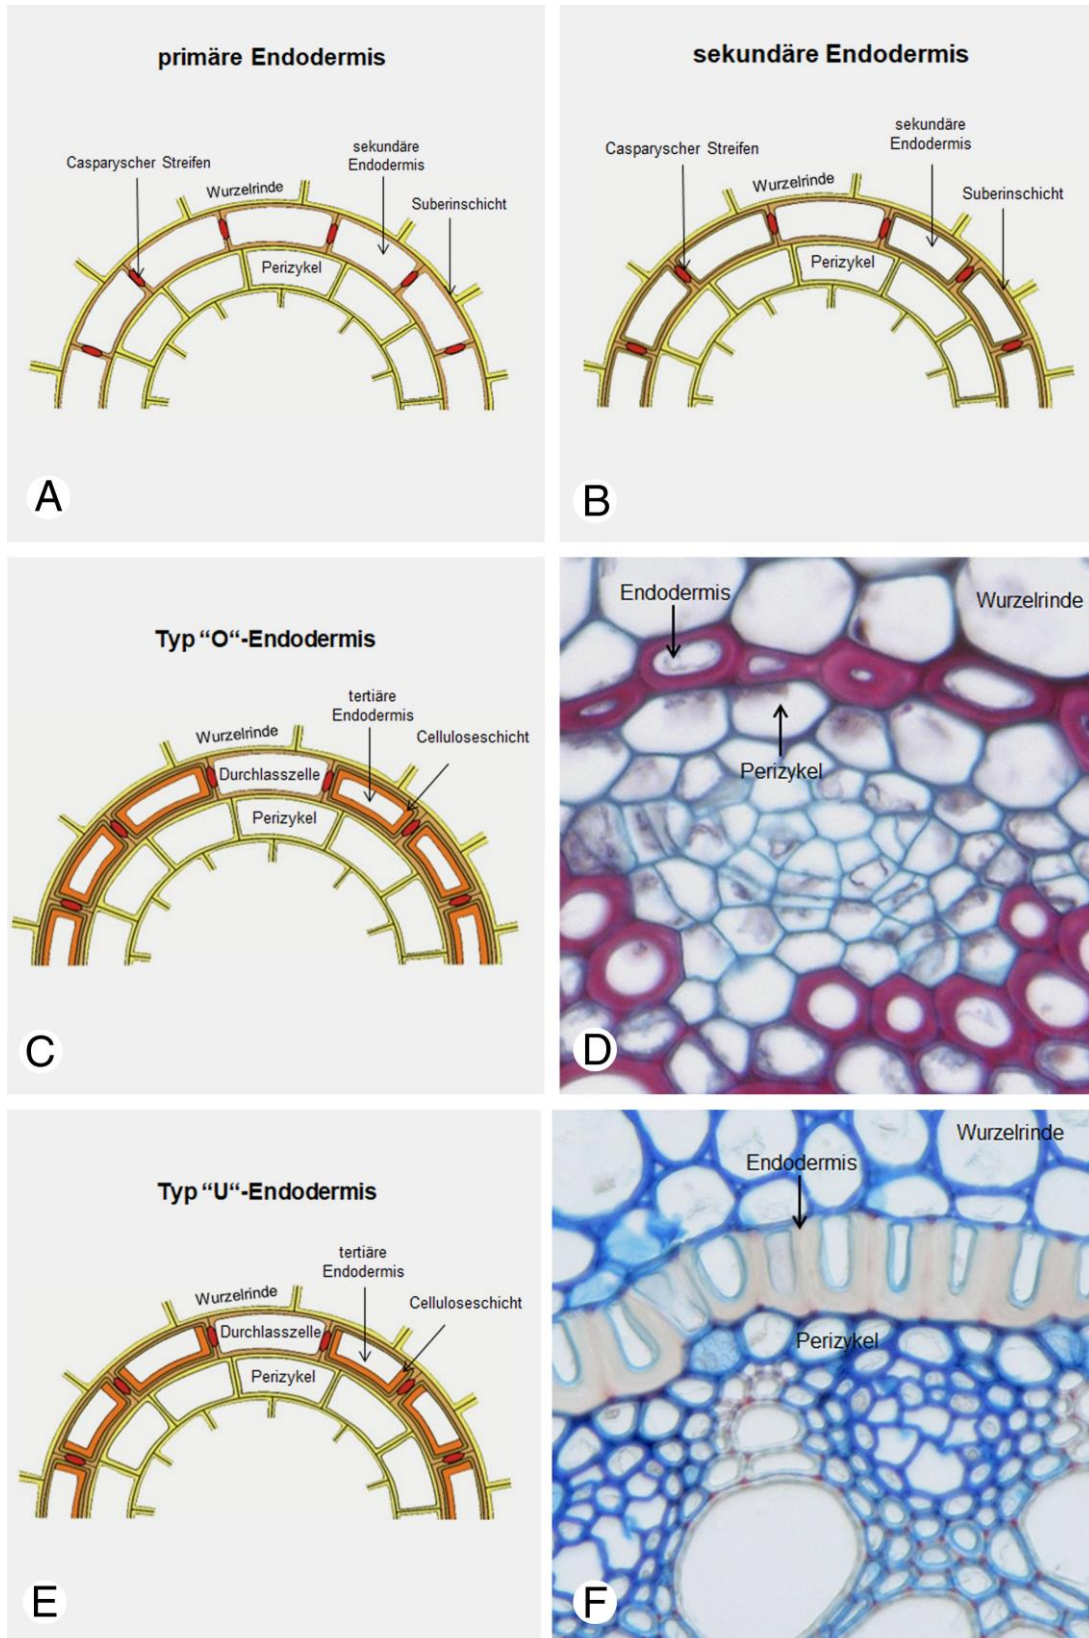 primäre Endodermis
Casparyscher Streifen
sekundäre
Endodermis
Wurzelrinde
Suberinschicht
Perizykel
A
sekundäre Endodermis
Casparyscher Streifen
sekundäre
Endodermis
Wurzelrinde
Suberinschicht
Perizykel
B
Typ “O“-Endodermis
tertiäre
Endodermis
Wurzelrinde
Celluloseschicht
Durchlasszelle
Perizykel
C
Endodermis
Wurzelrinde
Perizykel
D
Typ “U“-Endodermis
tertiäre
Endodermis
Wurzelrinde
Celluloseschicht
Durchlasszelle
Perizykel
E
Wurzelrinde
Endodermis
Perizykel
F